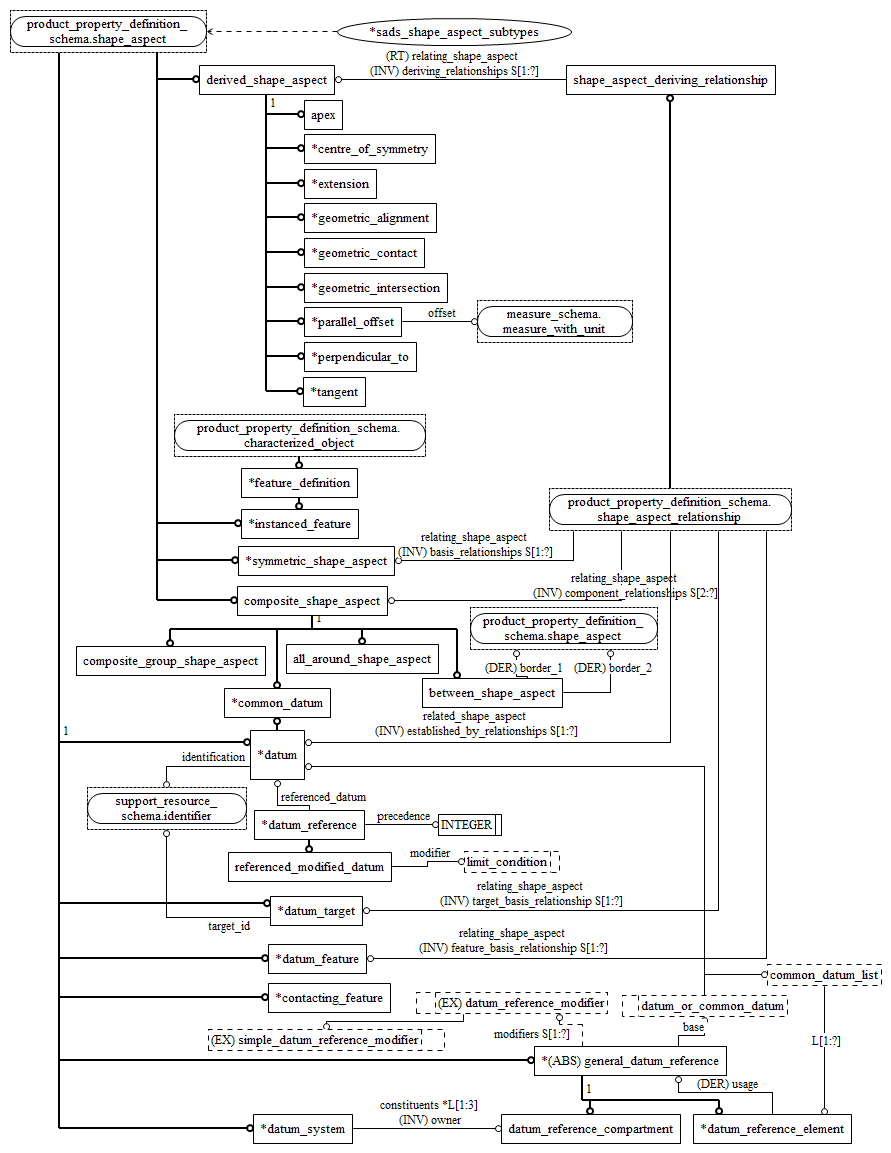 product_property_definition_
schema.shape_aspect
*sads_shape_aspect_subtypes
(RT) relating_shape_aspect
(INV) deriving_relationships S[1:?]
derived_shape_aspect
shape_aspect_deriving_relationship
1
apex
*centre_of_symmetry
*extension
*geometric_alignment
*geometric_contact
*geometric_intersection
*parallel_offset
offset
measure_schema.
measure_with_unit
*perpendicular_to
*tangent
product_property_definition_schema.
characterized_object
*feature_definition
*instanced_feature
product_property_definition_schema.
shape_aspect_relationship
relating_shape_aspect
(INV) basis_relationships S[1:?]
*symmetric_shape_aspect
relating_shape_aspect
(INV) component_relationships S[2:?]
composite_shape_aspect
1
product_property_definition_
schema.shape_aspect
composite_group_shape_aspect
all_around_shape_aspect
(DER) border_1
(DER) border_2
between_shape_aspect
*common_datum
related_shape_aspect
(INV) established_by_relationships S[1:?]
1
*datum
identification
support_resource_
schema.identifier
referenced_datum
*datum_reference
precedence
INTEGER
referenced_modified_datum
modifier
limit_condition
relating_shape_aspect
(INV) target_basis_relationship S[1:?]
*datum_target
target_id
relating_shape_aspect
(INV) feature_basis_relationship S[1:?]
*datum_feature
common_datum_list
*contacting_feature
(EX) datum_reference_modifier
datum_or_common_datum
(EX) simple_datum_reference_modifier
modifiers S[1:?]
base
L[1:?]
*(ABS) general_datum_reference
1
(DER) usage
constituents *L[1:3]
(INV) owner
*datum_system
datum_reference_compartment
*datum_reference_element